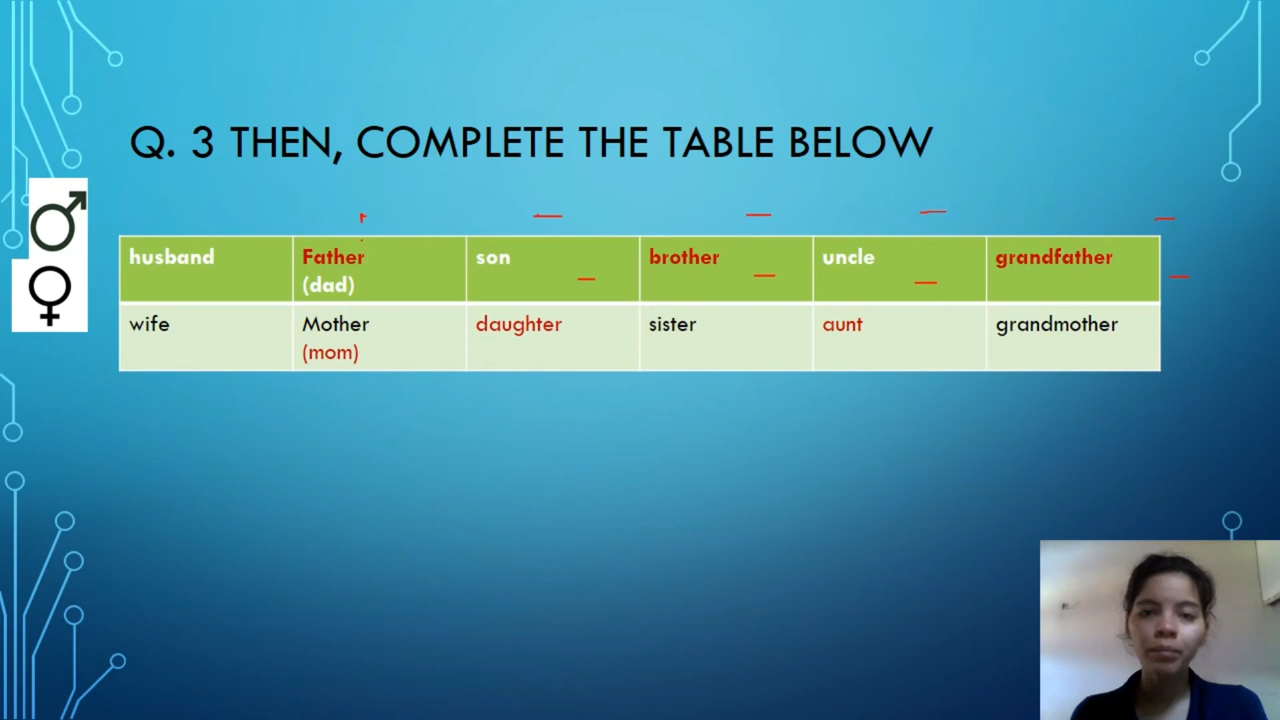 Q. 3 THEN, COMPLETE THE TABLE BELOW
husband Father son brother uncle grandfather
(dad)
wife Mother daughter sister aunt grandmother
(mom)